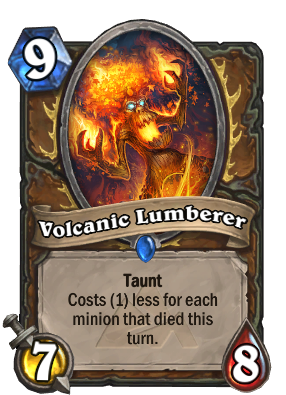 9
Volcanic Lumberer
Taunt
Costs (1) less for each
minion that died this
turn.
7
8